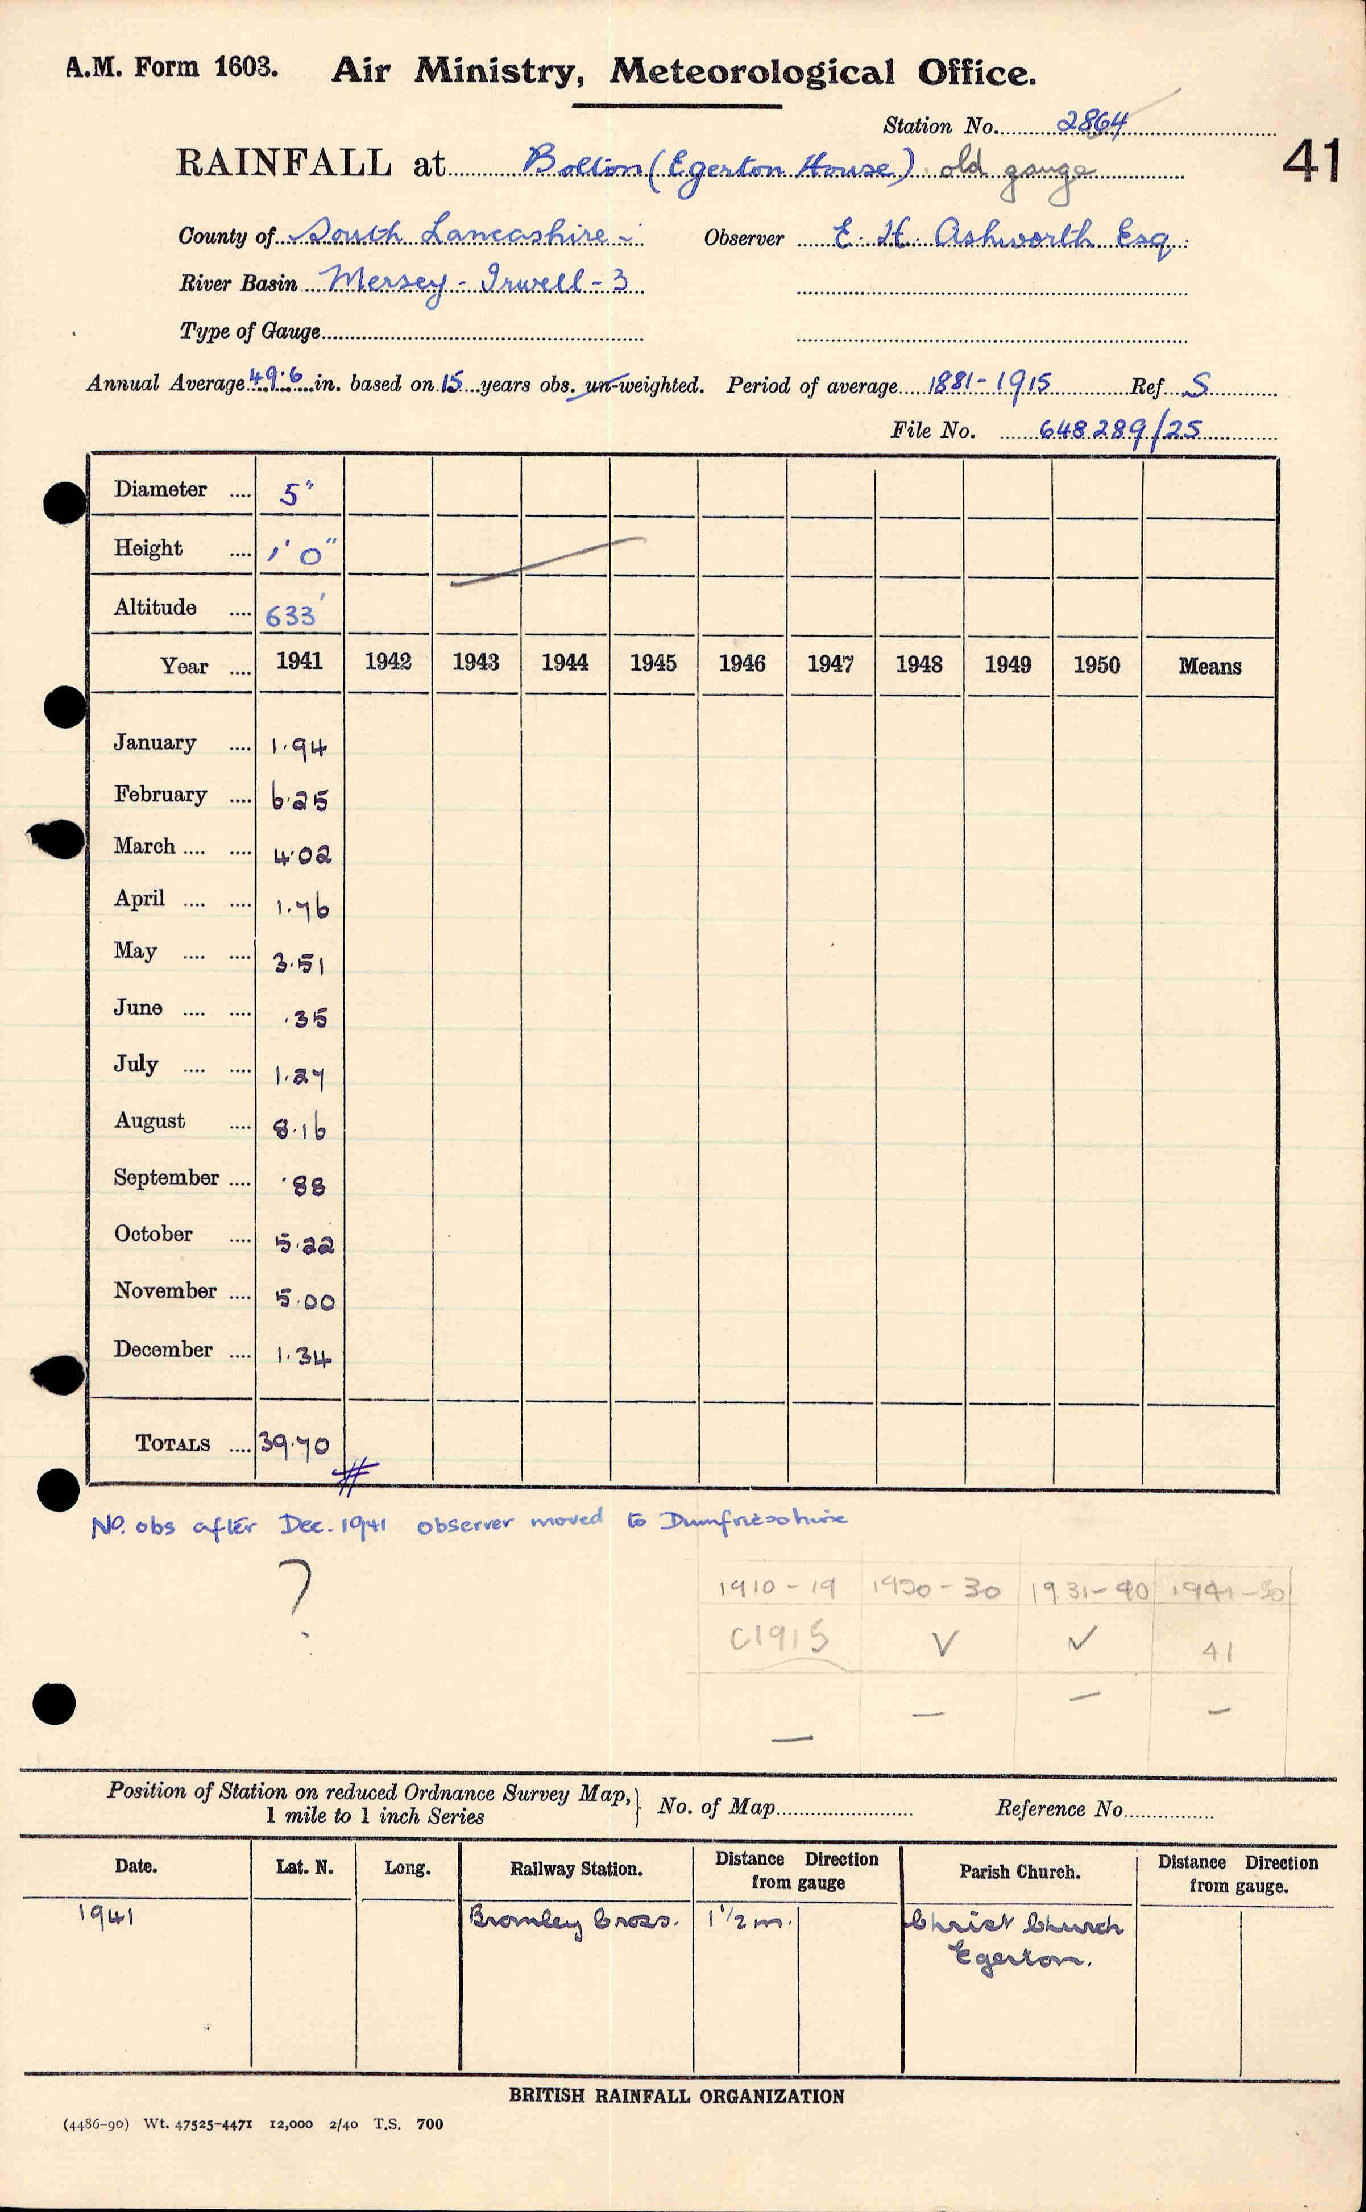 A.M. Form 1603. Air Ministry, Meteorological Office.
Station No. 2864
RAINFALL at Bolton (Egerton House) old gauge
41
County of South Lancashire - Observer E. H. Ashworth Esq.
River Basin Mersey - Irwell - 3
Type of Gauge
Annual Average 49.6 in. based on 15 years obs. un-weighted. Period of average 1881-1915 Ref. S
File No. 648289/25
Diameter .... 5"
Height .... 1' 0"
Altitude .... 633'
Year .... 1941 1942 1943 1944 1945 1946 1947 1948 1949 1950 Means
January .... 1.94
February .... 6.25
March .... .... 4.02
April .... .... 1.76
May .... .... 3.51
June .... .... .35
July .... .... 1.27
August .... 8.16
September .... .88
October .... 5.22
November .... 5.00
December .... 1.34
TOTALS .... 39.70
#
No. obs after Dec. 1941 observer moved to Dumfriesshire
?
1910-19 1920-30 1931-40 1941-50
C1915 √ ✓ 41
— — — —
Position of Station on reduced Ordnance Survey Map, } No. of Map Reference No.
1 mile to 1 inch Series
Date. Lat. N. Long. Railway Station. Distance Direction from gauge Parish Church. Distance Direction from gauge.
1941 Bromley Cross. 1 1/2 m. Christ Church
Egerton.
BRITISH RAINFALL ORGANIZATION
(4486-90) Wt. 47525-4471 12,000 2/40 T.S. 700